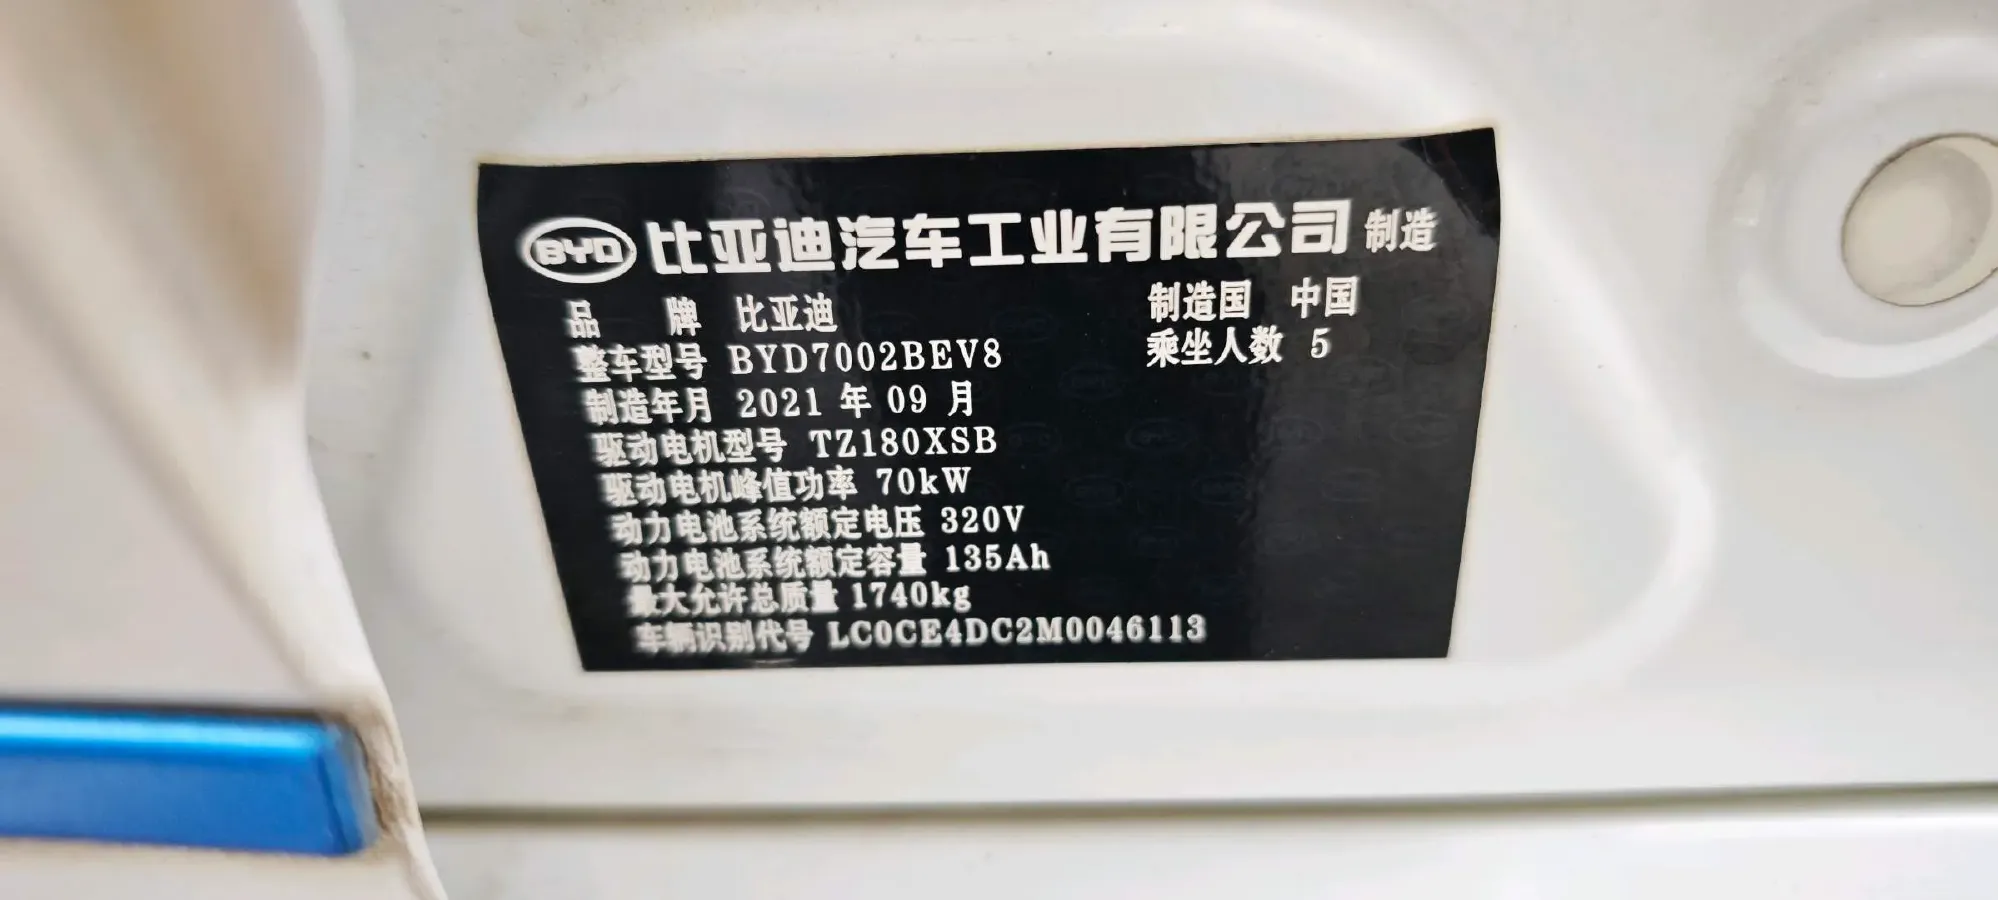 BYD 比亚迪汽车工业有限公司 制造
品 牌 比亚迪 制造国 中国
整车型号 BYD7002BEV8 乘坐人数 5
制造年月 2021 年 09 月
驱动电机型号 TZ180XSB
驱动电机峰值功率 70kW
动力电池系统额定电压 320V
动力电池系统额定容量 135Ah
最大允许总质量 1740kg
车辆识别代号 LC0CE4DC2M0046113